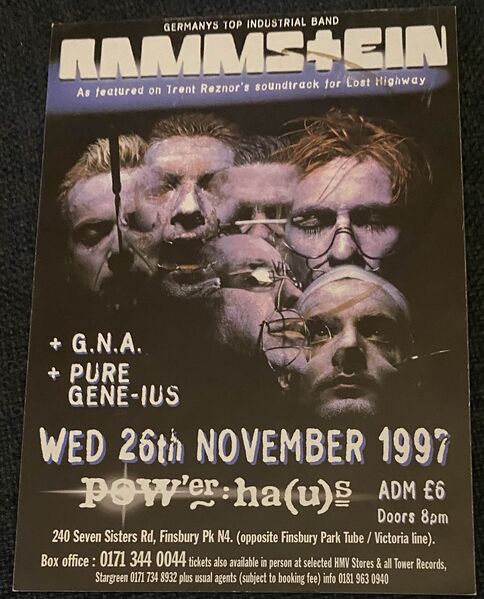 GERMANYS TOP INDUSTRIAL BAND
RAMMSTEIN
As featured on Trent Reznor's soundtrack for Lost Highway
+ G.N.A.
+ PURE
GENE-IUS
WED 26th NOVEMBER 1997
pow'er:ha(u)s
ADM £6
Doors 8pm
240 Seven Sisters Rd, Finsbury Pk N4. (opposite Finsbury Park Tube / Victoria line).
Box office : 0171 344 0044 tickets also available in person at selected HMV Stores & all Tower Records,
Stargreen 0171 734 8932 plus usual agents (subject to booking fee) info 0181 963 0940